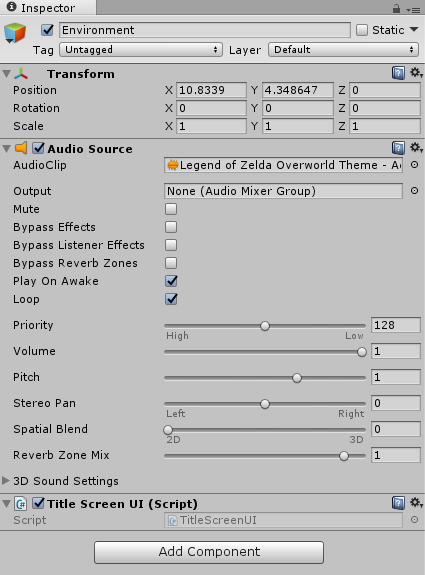 Inspector
Environment
Static
Tag Untagged Layer Default
Transform
Position X 10.8339 Y 4.348647 Z 0
Rotation X 0 Y 0 Z 0
Scale X 1 Y 1 Z 1
Audio Source
AudioClip Legend of Zelda Overworld Theme - A
Output None (Audio Mixer Group)
Mute
Bypass Effects
Bypass Listener Effects
Bypass Reverb Zones
Play On Awake
Loop
Priority 128
High Low
Volume 1
Pitch 1
Stereo Pan 0
Left Right
Spatial Blend 0
2D 3D
Reverb Zone Mix 1
3D Sound Settings
Title Screen UI (Script)
Script TitleScreenUI
Add Component